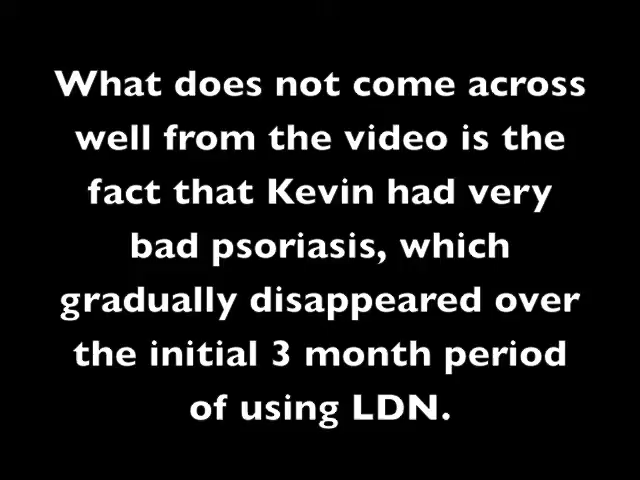 What does not come across
well from the video is the
fact that Kevin had very
bad psoriasis, which
gradually disappeared over
the initial 3 month period
of using LDN.